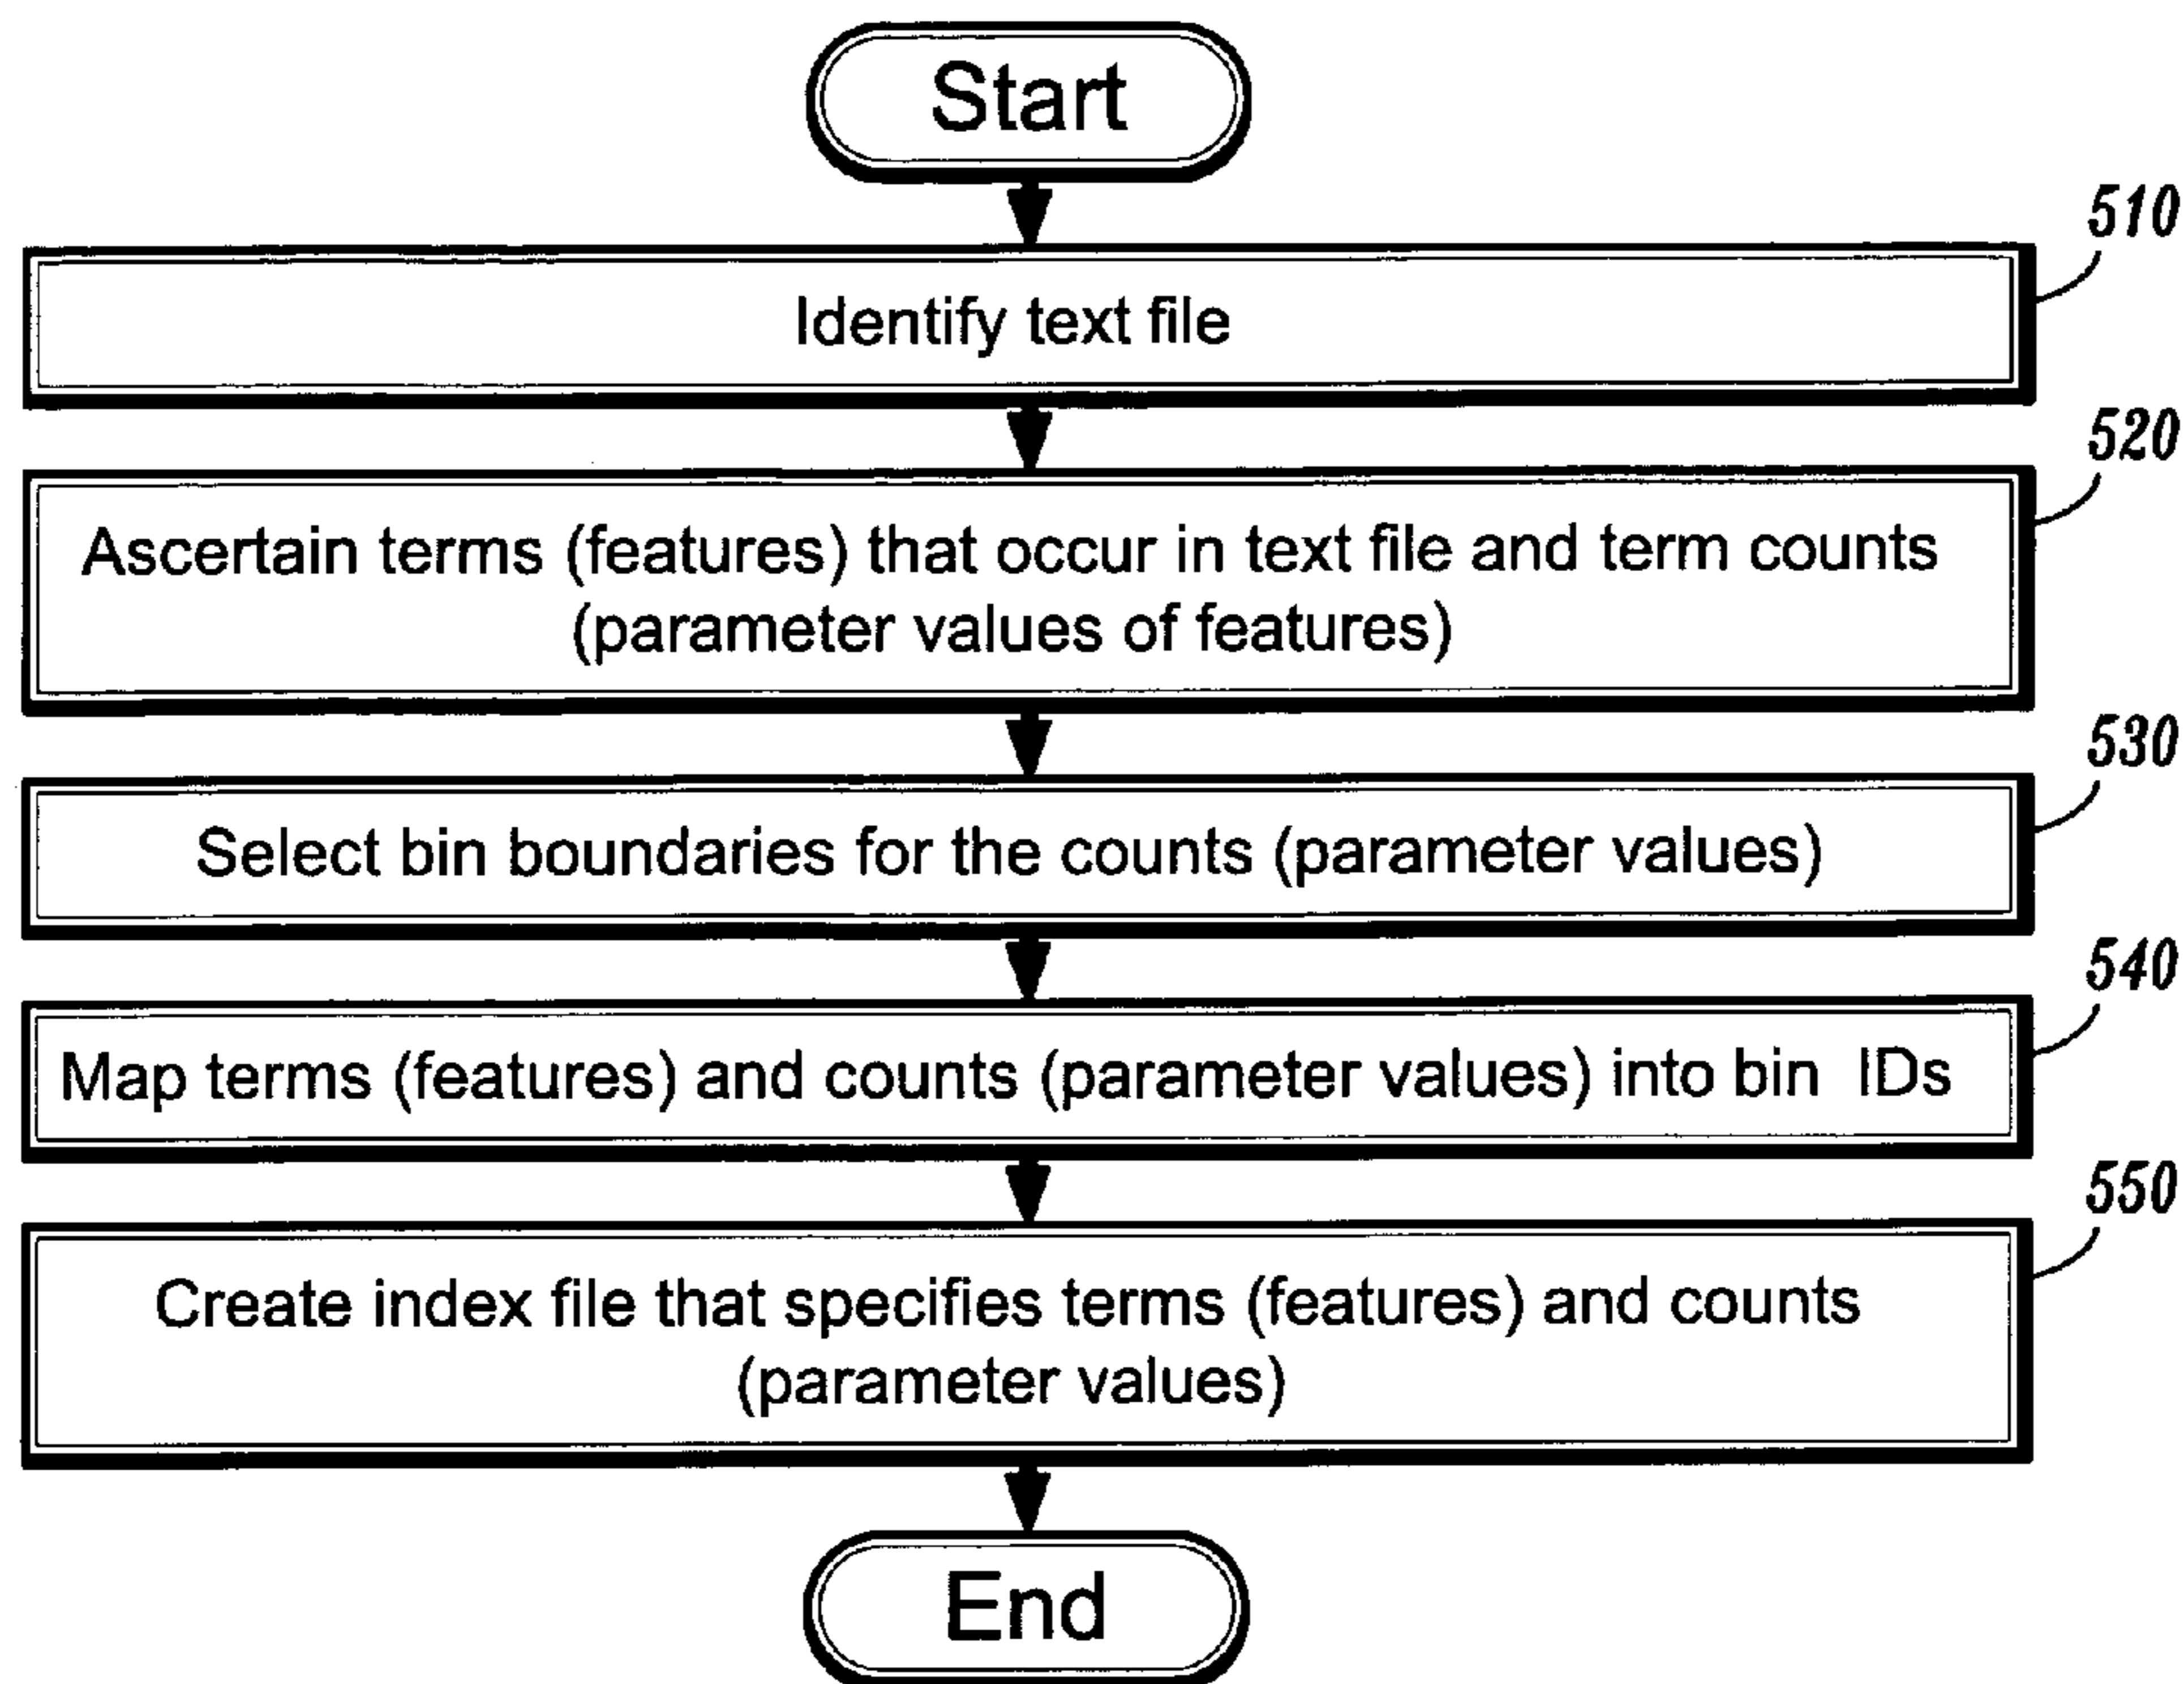 Start
510
Identify text file
520
Ascertain terms (features) that occur in text file and term counts
(parameter values of features)
530
Select bin boundaries for the counts (parameter values)
540
Map terms (features) and counts (parameter values) into bin IDs
550
Create index file that specifies terms (features) and counts
(parameter values)
End